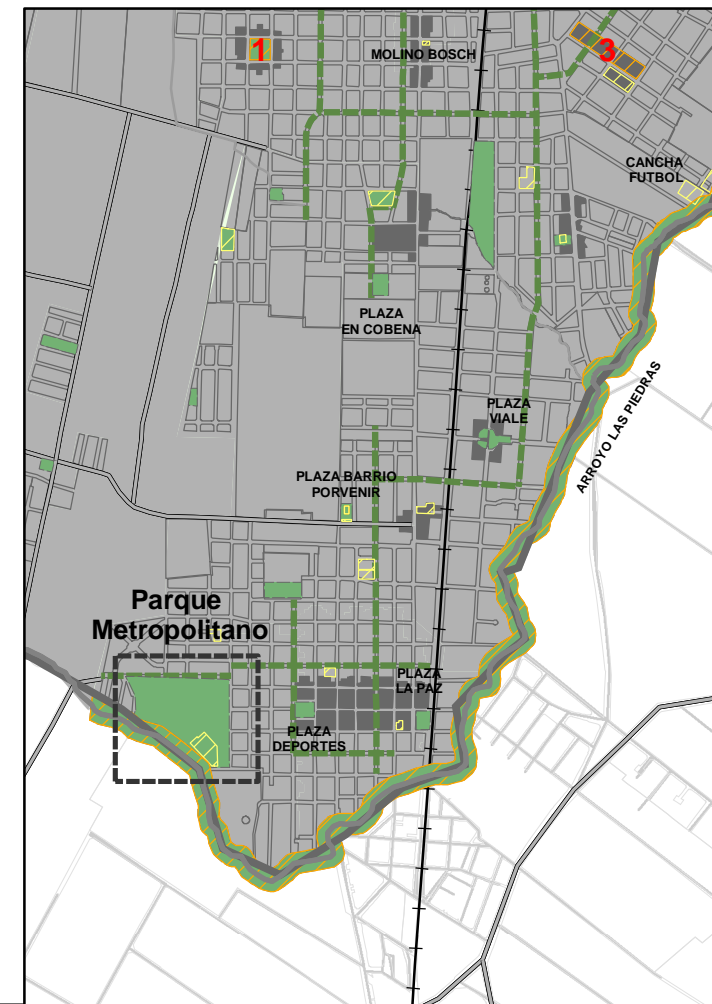 1
3
MOLINO BOSCH
CANCHA
FUTBOL
PLAZA
EN COBENA
ARROYO LAS PIEDRAS
PLAZA
VIALE
PLAZA BARRIO
PORVENIR
Parque
Metropolitano
PLAZA
LA PAZ
PLAZA
DEPORTES